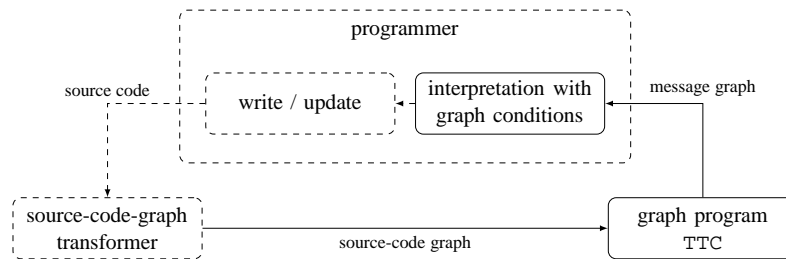 programmer
source code
write / update
interpretation with
graph conditions
message graph
source-code-graph
transformer
source-code graph
graph program
TTC